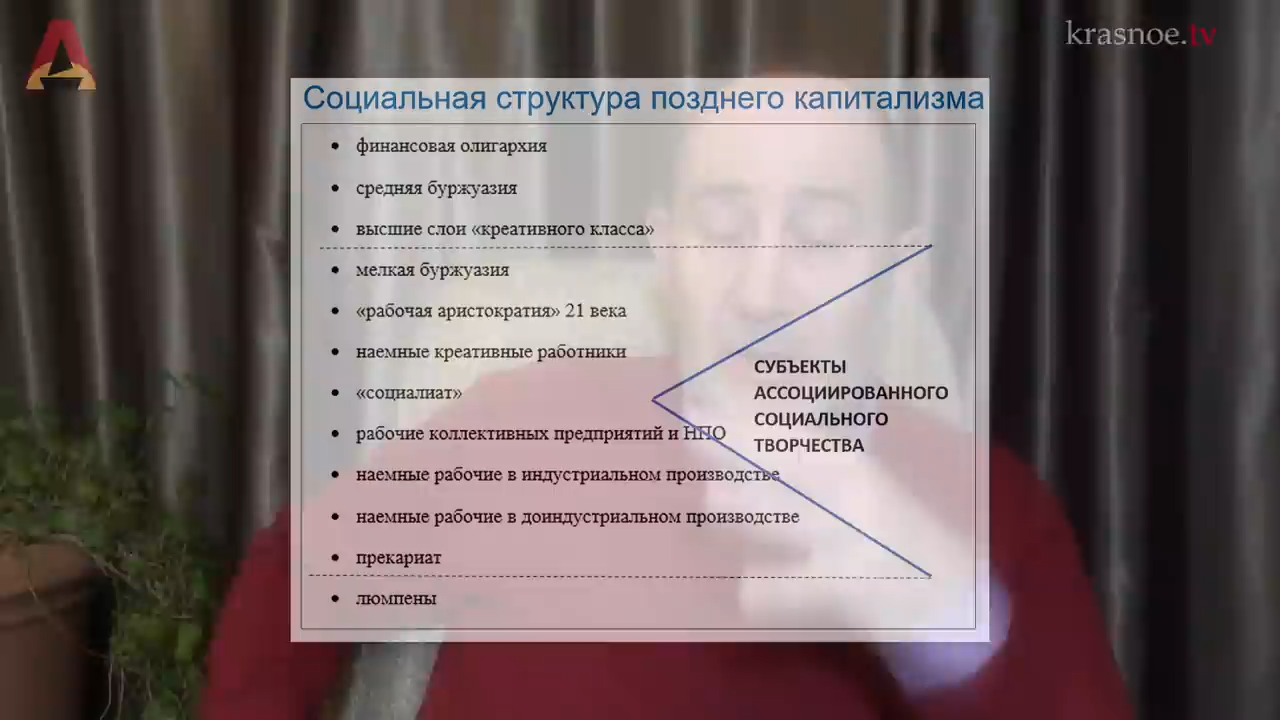 krasnoe.tv
Социальная структура позднего капитализма
• финансовая олигархия
• средняя буржуазия
• высшие слои «креативного класса»
• мелкая буржуазия
• «рабочая аристократия» 21 века
• наемные креативные работники
• «социалиат»
• рабочие коллективных предприятий и НПО
• наемные рабочие в индустриальном производстве
• наемные рабочие в доиндустриальном производстве
• прекариат
• люмпены
СУБЪЕКТЫ
АССОЦИИРОВАННОГО
СОЦИАЛЬНОГО
ТВОРЧЕСТВА